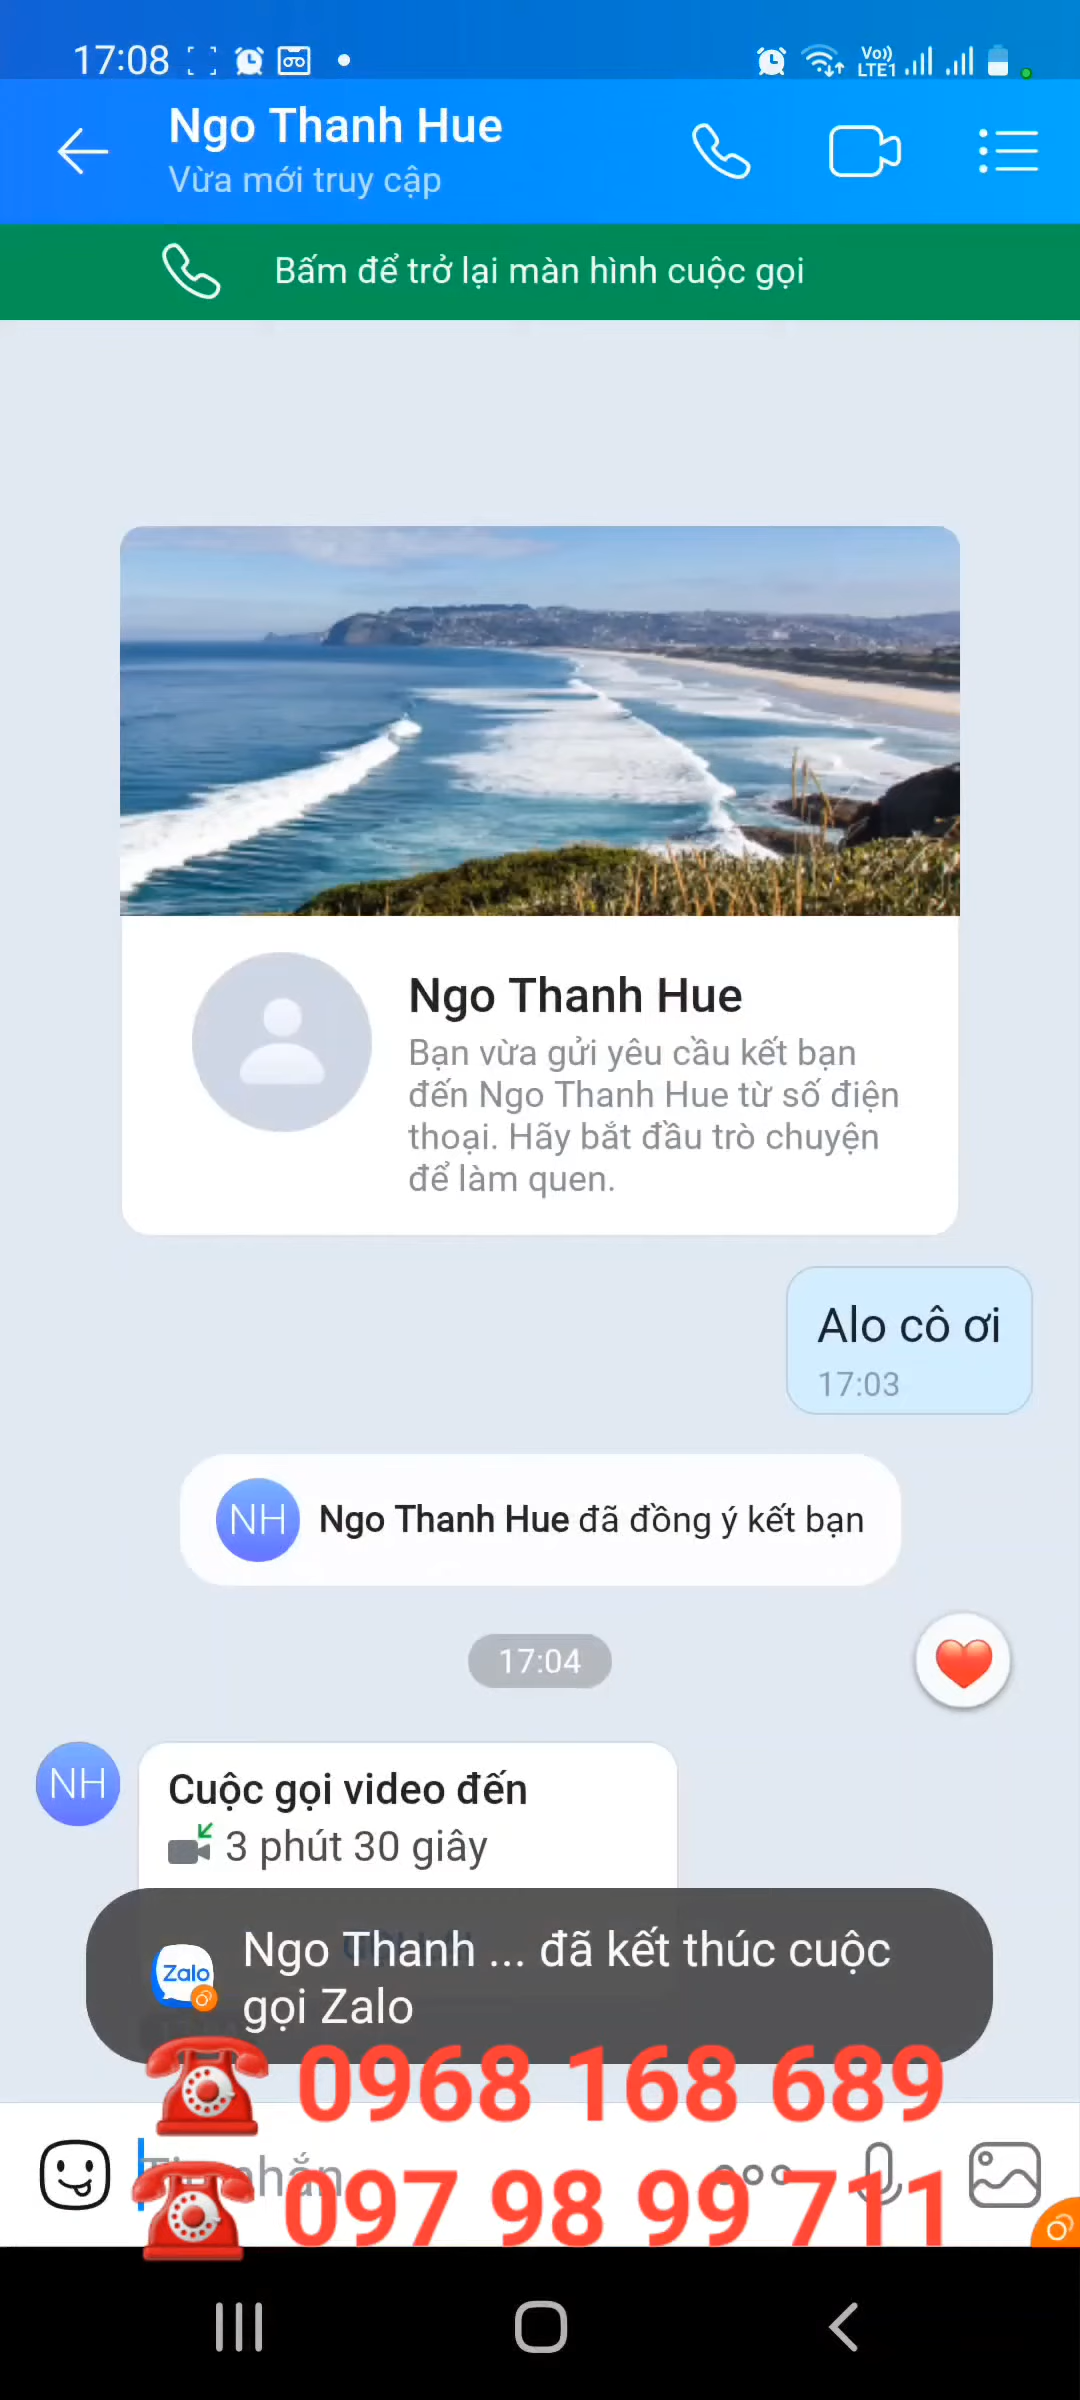 17:08
Vo))
LTE1
Ngo Thanh Hue
Vừa mới truy cập
Bấm để trở lại màn hình cuộc gọi
Ngo Thanh Hue
Bạn vừa gửi yêu cầu kết bạn
đến Ngo Thanh Hue từ số điện
thoại. Hãy bắt đầu trò chuyện
để làm quen.
Alo cô ơi
17:03
NH
Ngo Thanh Hue đã đồng ý kết bạn
17:04
NH
Cuộc gọi video đến
3 phút 30 giây
Zalo
Ngo Thanh ... đã kết thúc cuộc
gọi Zalo
0968 168 689
nhắn
097 98 99 711